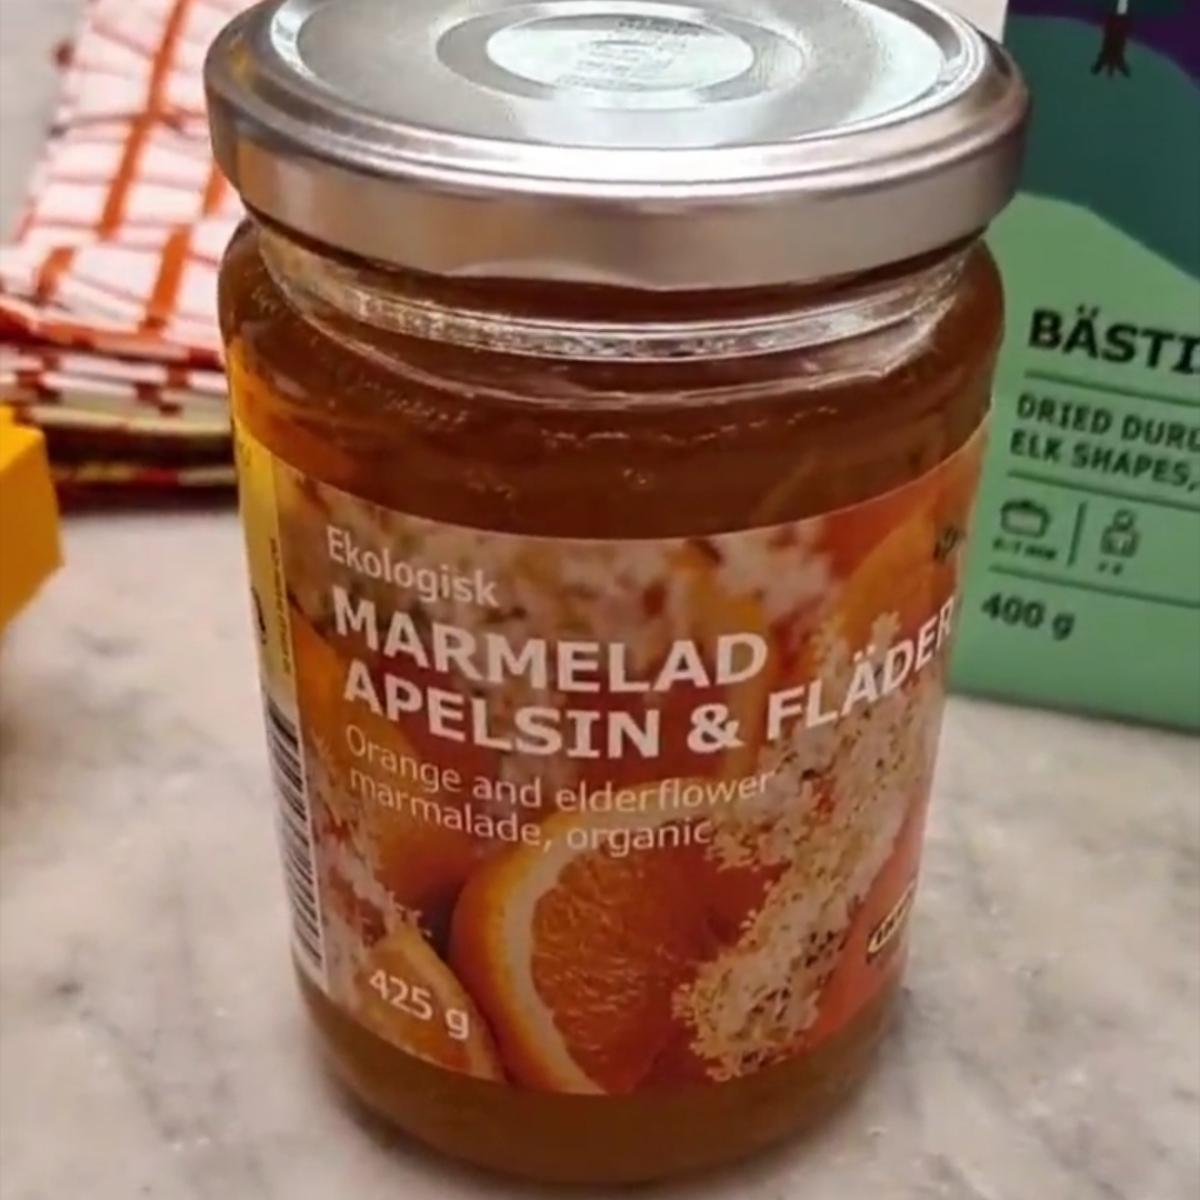 Ekologisk
MARMELAD
APELSIN & FLÄDER
Orange and elderflower
marmalade, organic
425 g
BÄSTI
DRIED DURU
ELK SHAPES,
400 g